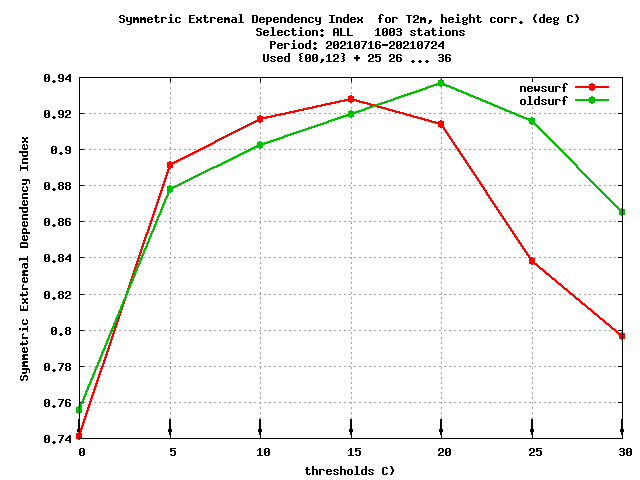 Symmetric Extremal Dependency Index  for T2m, height corr. (deg C)
Selection: ALL   1003 stations
Period: 20210716-20210724
Used {00,12} + 25 26 ... 36
newsurf
oldsurf
Symmetric Extremal Dependency Index
0.94
0.92
0.9
0.88
0.86
0.84
0.82
0.8
0.78
0.76
0.74
0 5 10 15 20 25 30
thresholds C)